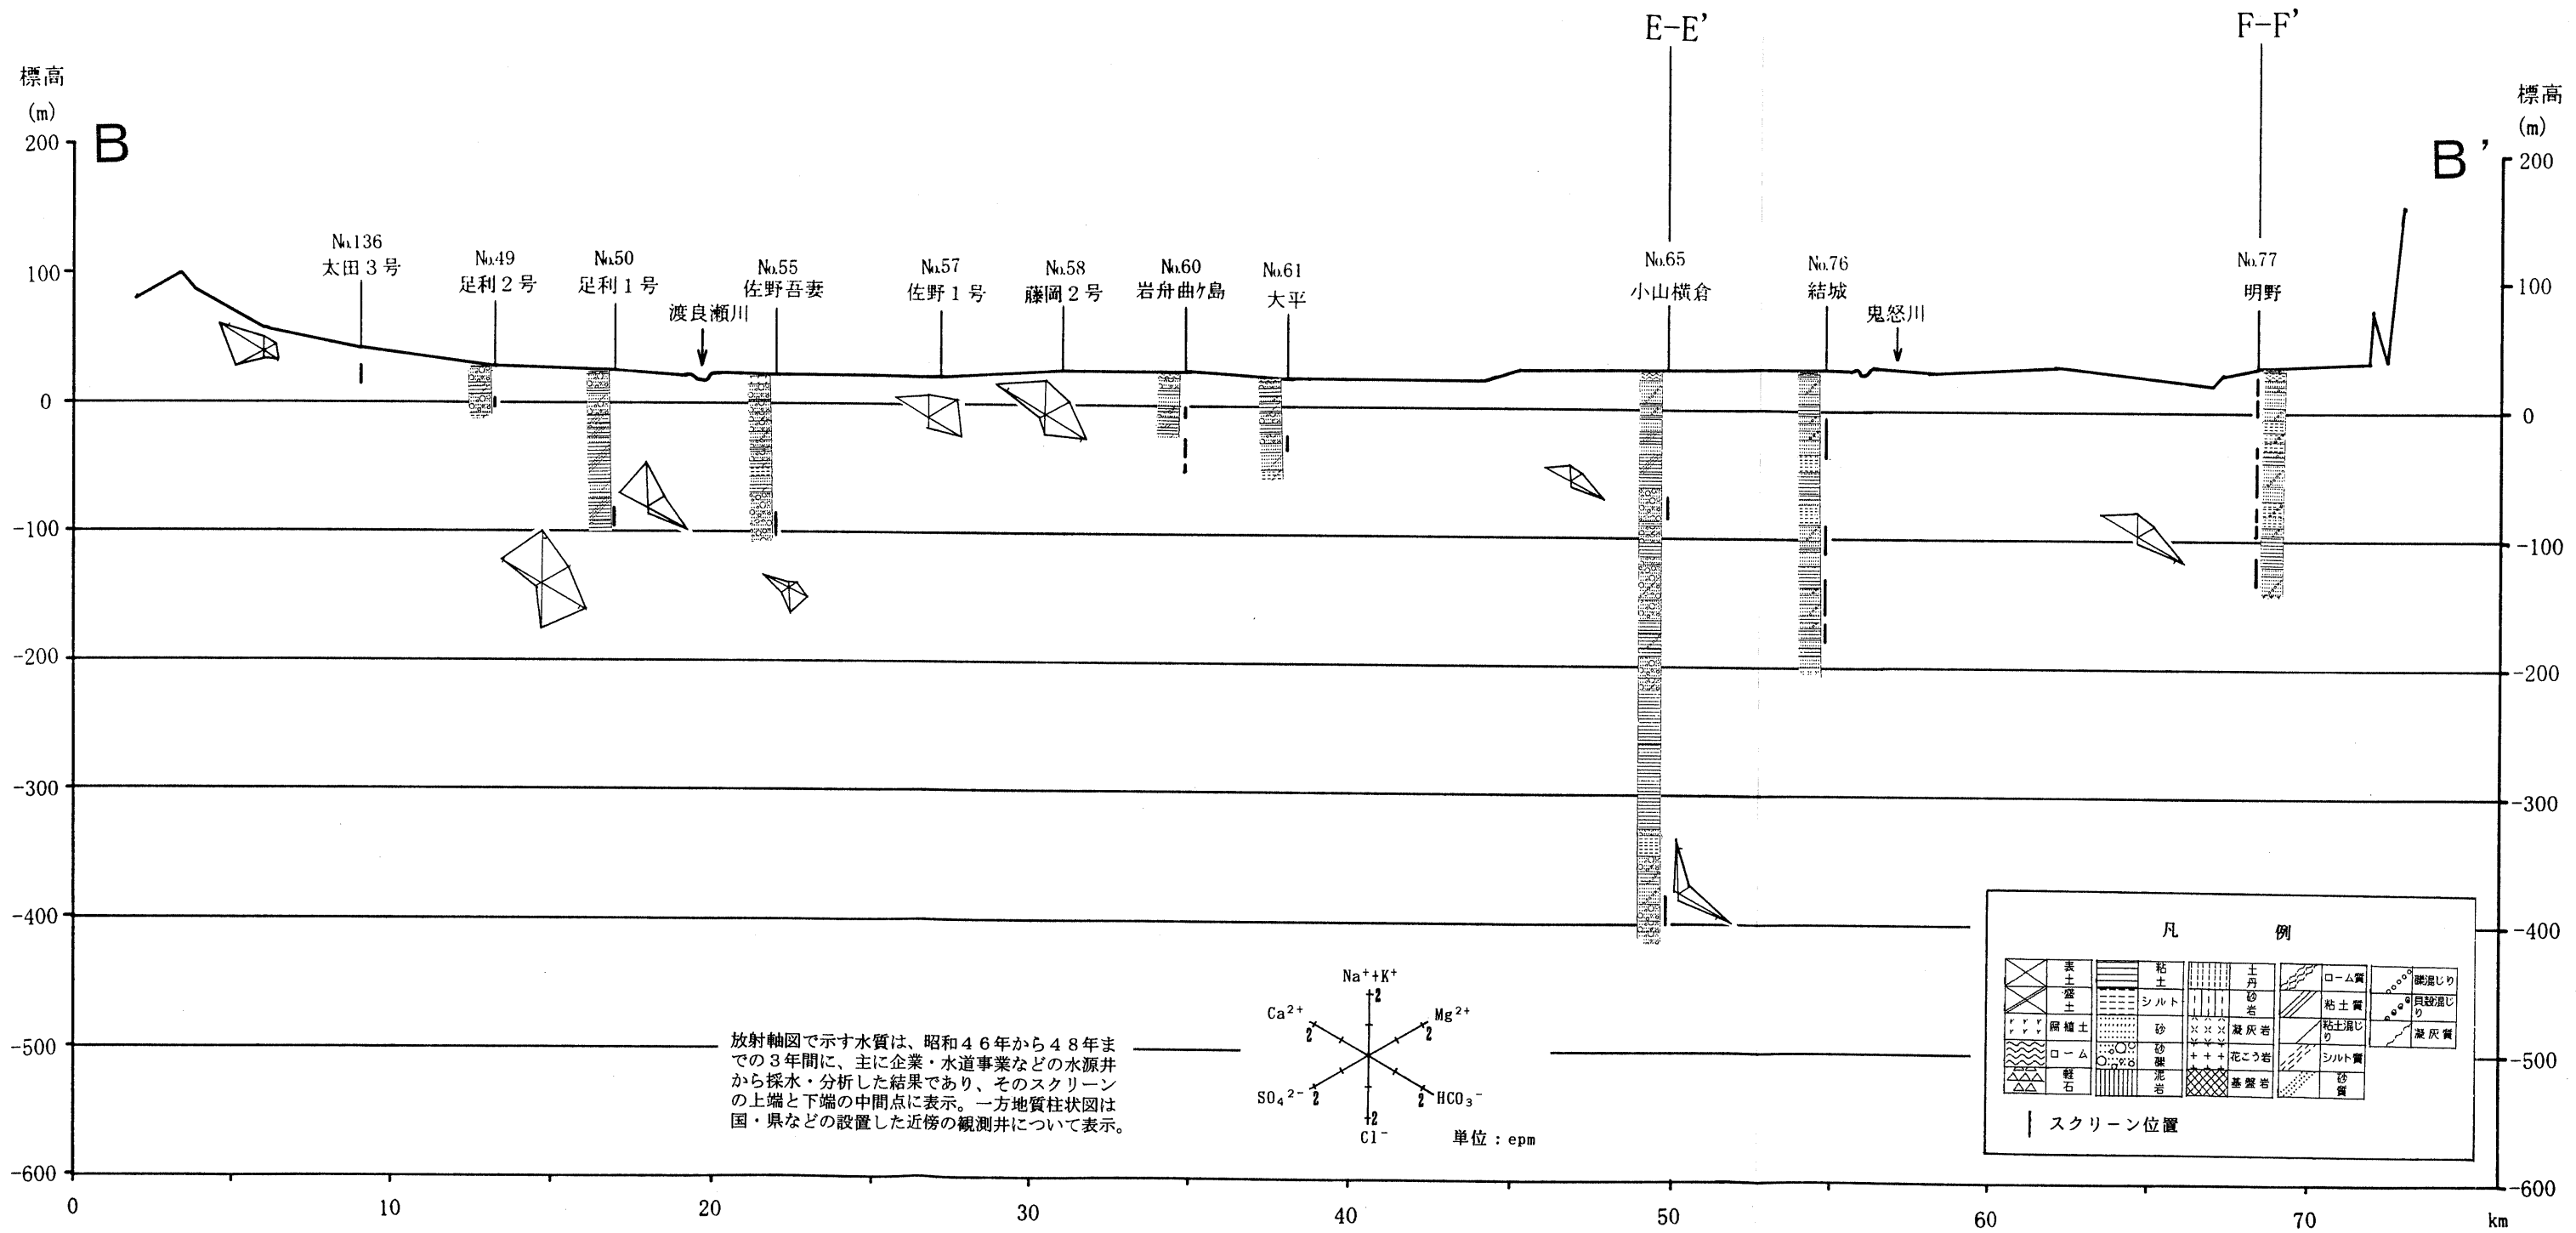 E-E'
F-F'
標高
(m)
標高
(m)
B
B'
200
100
0
-100
-200
-300
-400
-500
-600
200
100
0
-100
-200
-300
-400
-500
-600
No.136
太田3号
No.49
足利2号
No.50
足利1号
渡良瀬川
No.55
佐野吾妻
No.57
佐野1号
No.58
藤岡2号
No.60
岩舟曲ケ島
No.61
大平
No.65
小山横倉
No.76
結城
鬼怒川
No.77
明野
放射軸図で示す水質は、昭和46年から48年ま
での3年間に、主に企業・水道事業などの水源井
から採水・分析した結果であり、そのスクリーン
の上端と下端の中間点に表示。一方地質柱状図は
国・県などの設置した近傍の観測井について表示。
Na⁺+K⁺
2
Ca²⁺
2
Mg²⁺
2
SO₄²⁻
2
HCO₃⁻
2
Cl⁻
2
単位:epm
凡例
表土
盛土
腐植土
ローム
軽石
粘土
シルト
砂
砂礫
泥岩
土丹
砂岩
凝灰岩
花こう岩
基盤岩
ローム質
粘土質
粘土混じり
シルト質
砂質
礫混じり
貝殻混じり
凝灰質
スクリーン位置
0
10
20
30
40
50
60
70
km